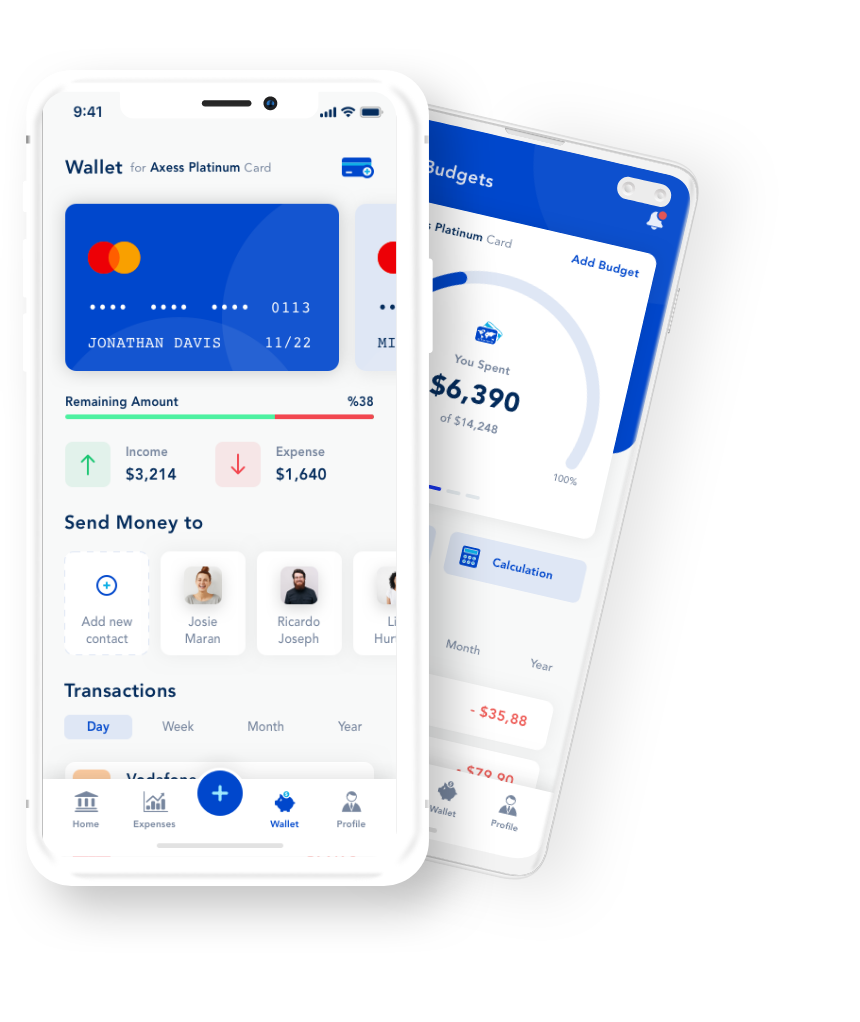 9:41
Wallet for Axess Platinum Card
•••• •••• •••• 0113
JONATHAN DAVIS 11/22
Remaining Amount %38
Income
$3,214
Expense
$1,640
Send Money to
Add new
contact
Josie
Maran
Ricardo
Joseph
Transactions
Day Week Month Year
Vodafone
Home Expenses Wallet Profile
Budgets
Platinum Card
Add Budget
You Spent
$6,390
of $14,248
100%
Calculation
Month Year
- $35,88
- $79,90
Wallet Profile